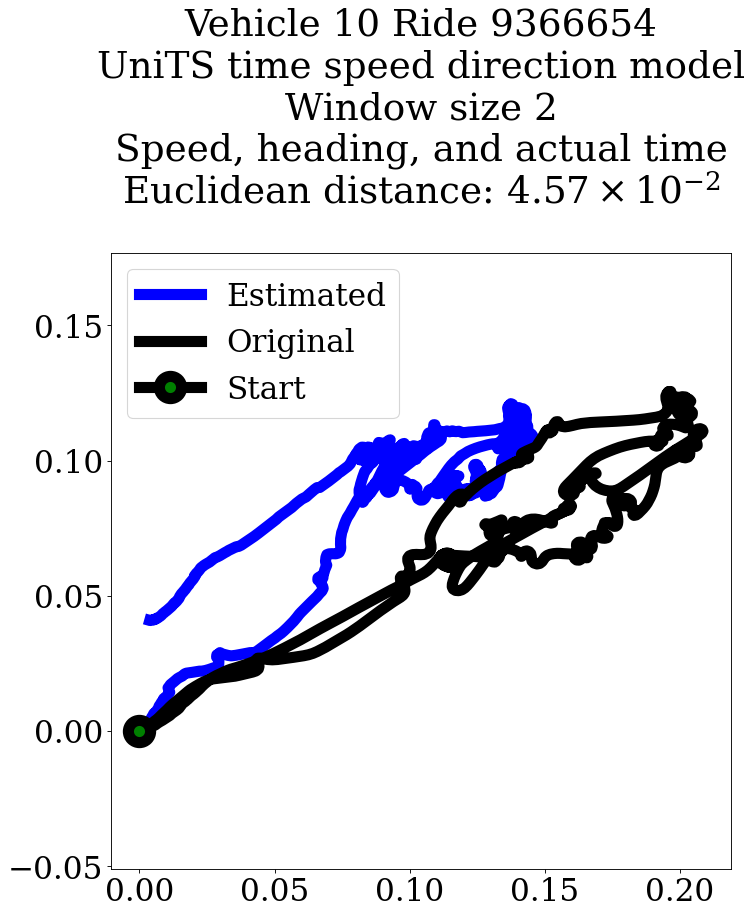 Vehicle 10 Ride 9366654
UniTS time speed direction model
Window size 2
Speed, heading, and actual time
Euclidean distance: 4.57 × 10⁻²
Estimated
Original
Start
0.15
0.10
0.05
0.00
−0.05
0.00 0.05 0.10 0.15 0.20